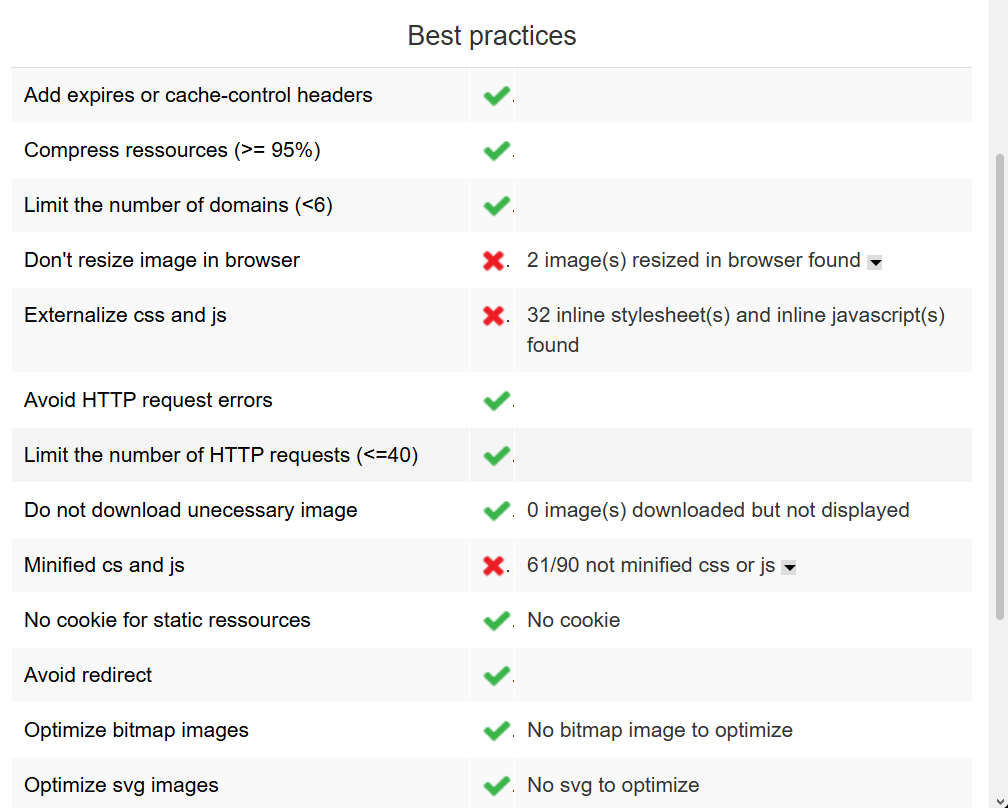 Best practices
Add expires or cache-control headers .
Compress ressources (>= 95%) .
Limit the number of domains (<6) .
Don't resize image in browser . 2 image(s) resized in browser found
Externalize css and js . 32 inline stylesheet(s) and inline javascript(s)
found
Avoid HTTP request errors .
Limit the number of HTTP requests (<=40) .
Do not download unecessary image . 0 image(s) downloaded but not displayed
Minified cs and js . 61/90 not minified css or js
No cookie for static ressources . No cookie
Avoid redirect .
Optimize bitmap images . No bitmap image to optimize
Optimize svg images . No svg to optimize